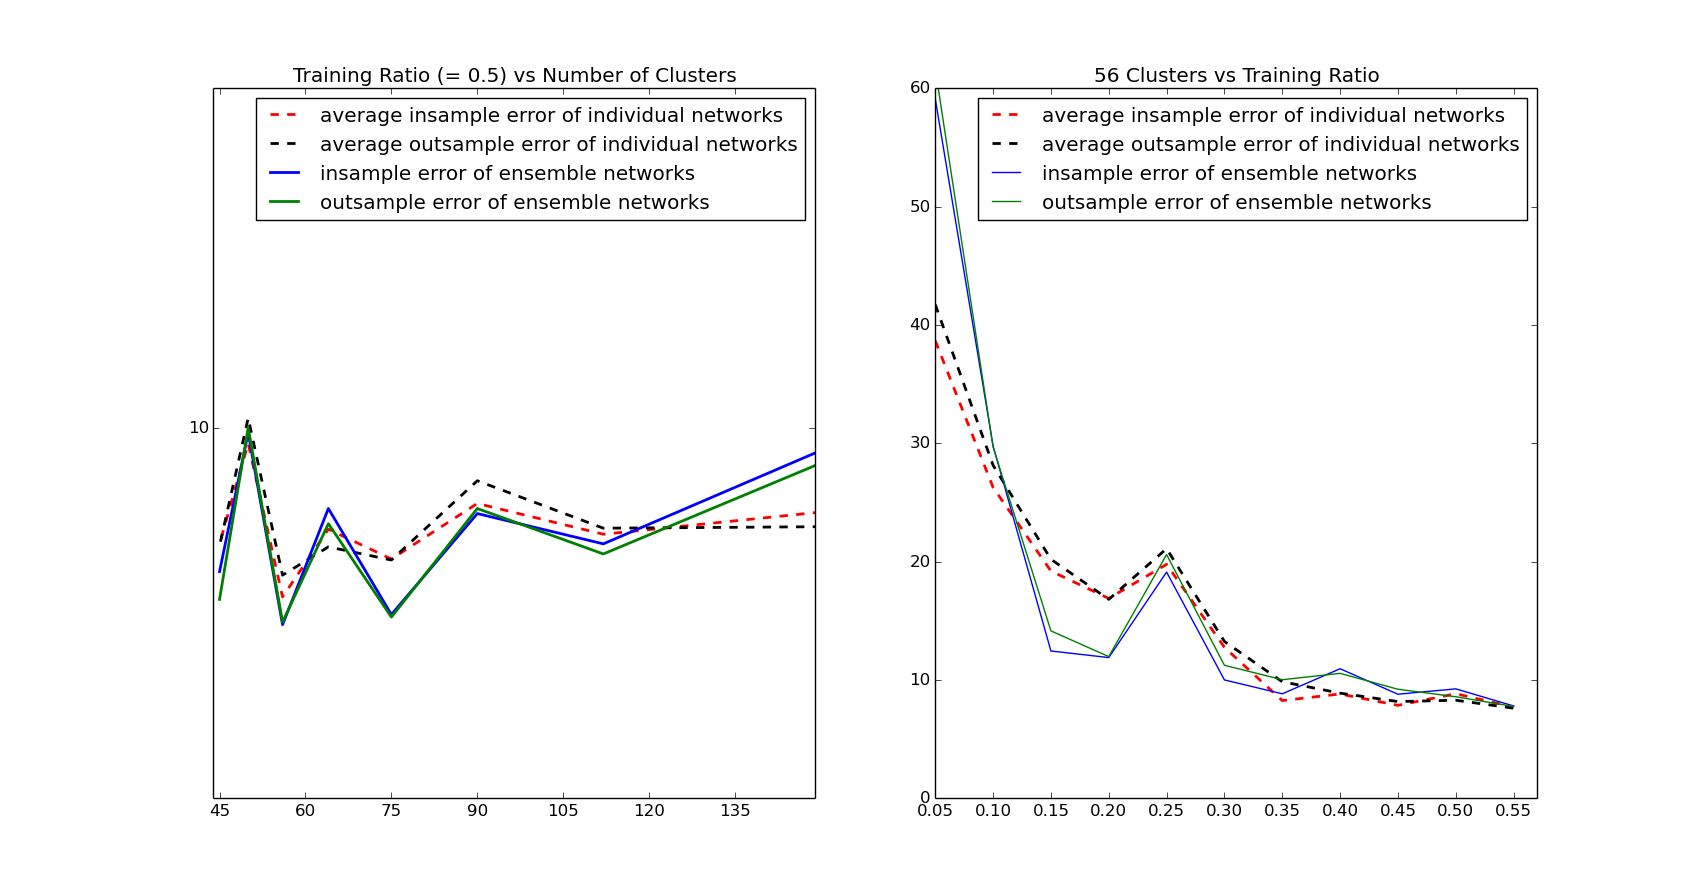 Training Ratio (= 0.5) vs Number of Clusters
average insample error of individual networks
average outsample error of individual networks
insample error of ensemble networks
outsample error of ensemble networks
10
45 60 75 90 105 120 135
56 Clusters vs Training Ratio
average insample error of individual networks
average outsample error of individual networks
insample error of ensemble networks
outsample error of ensemble networks
60
50
40
30
20
10
0
0.05 0.10 0.15 0.20 0.25 0.30 0.35 0.40 0.45 0.50 0.55